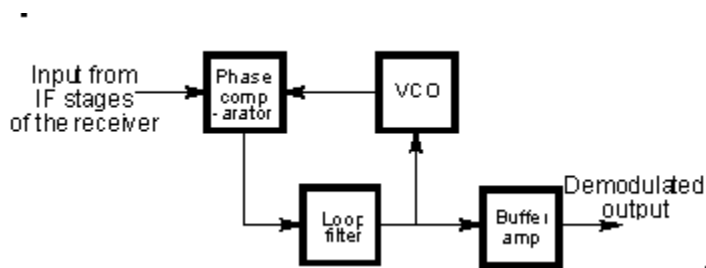 Input from
IF stages
of the receiver
Phase
comp
-arator
VCO
Loop
filter
Buffer
amp
Demodulated
output